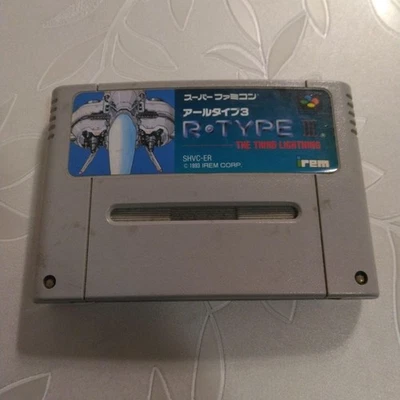 スーパーファミコン
アールタイプ3
R•TYPE III
THE THIRD LIGHTNING
SHVC-ER
© 1993 IREM CORP.
irem